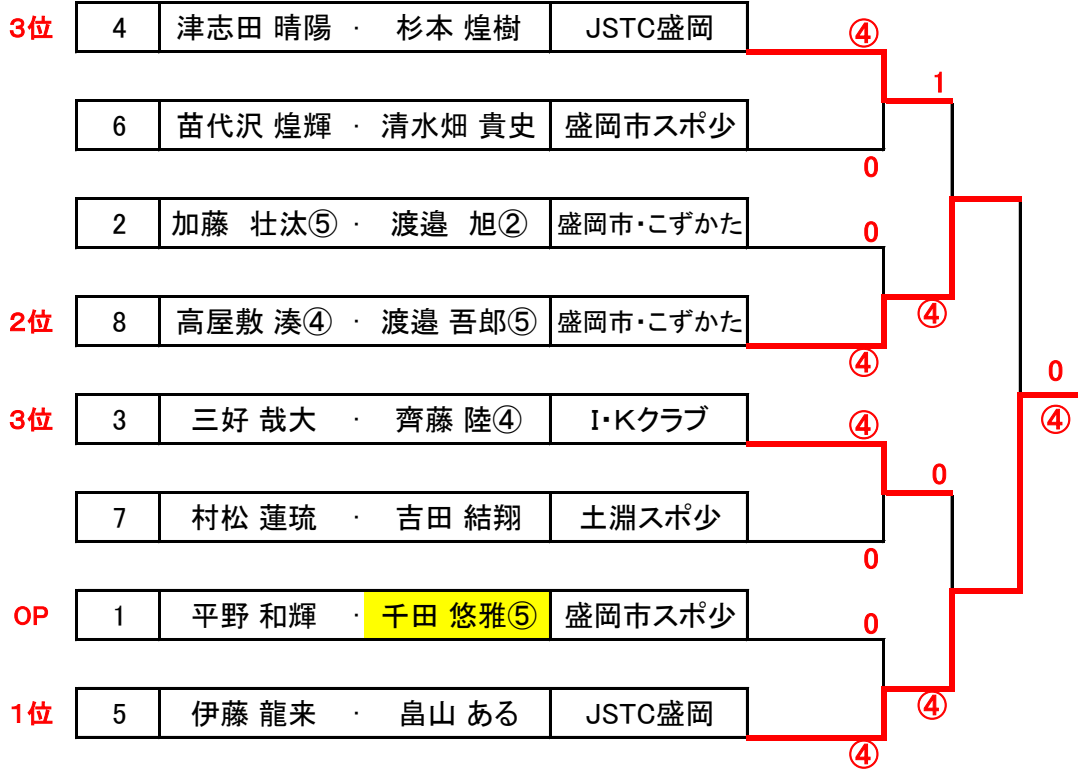 3位 4 津志田 晴陽 ・ 杉本 煌樹 JSTC盛岡 ④
1
6 苗代沢 煌輝 ・ 清水畑 貴史 盛岡市スポ少
0
2 加藤 壮汰⑤ ・ 渡邉 旭② 盛岡市・こずかた 0
2位 8 高屋敷 湊④ ・ 渡邉 吾郎⑤ 盛岡市・こずかた ④
④
0
3位 3 三好 哉大 ・ 齊藤 陸④ I・Kクラブ ④ ④
0
7 村松 蓮琉 ・ 吉田 結翔 土淵スポ少
0
OP 1 平野 和輝 ・ 千田 悠雅⑤ 盛岡市スポ少 0
1位 5 伊藤 龍来 ・ 畠山 ある JSTC盛岡 ④
④